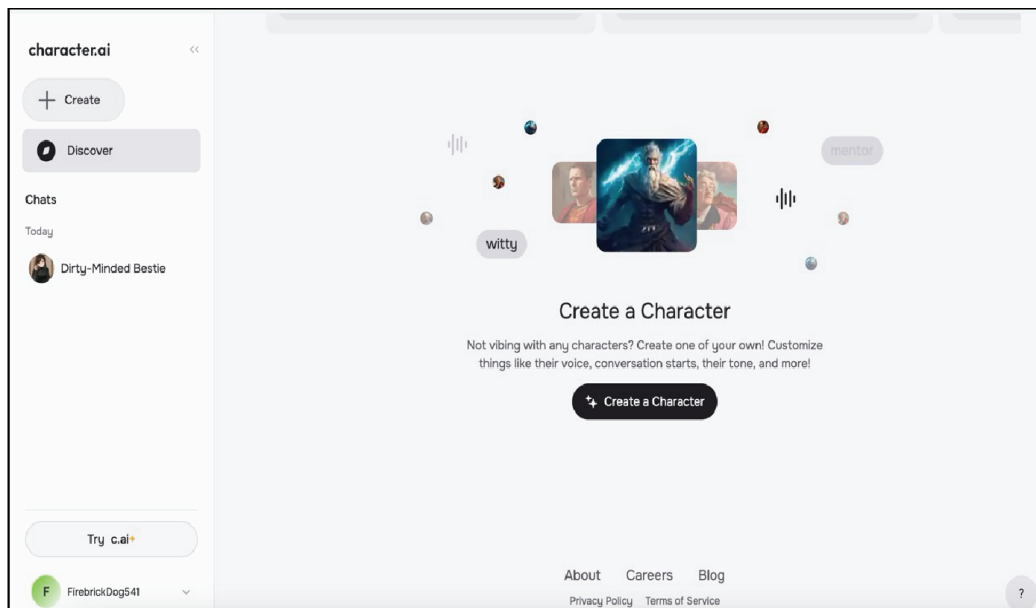 character.ai
Create
Discover
Chats
Today
Dirty-Minded Bestie
Try c.ai+
F
FirebrickDog541
mentor
witty
Create a Character
Not vibing with any characters? Create one of your own! Customize
things like their voice, conversation starts, their tone, and more!
Create a Character
About Careers Blog
Privacy Policy Terms of Service
?